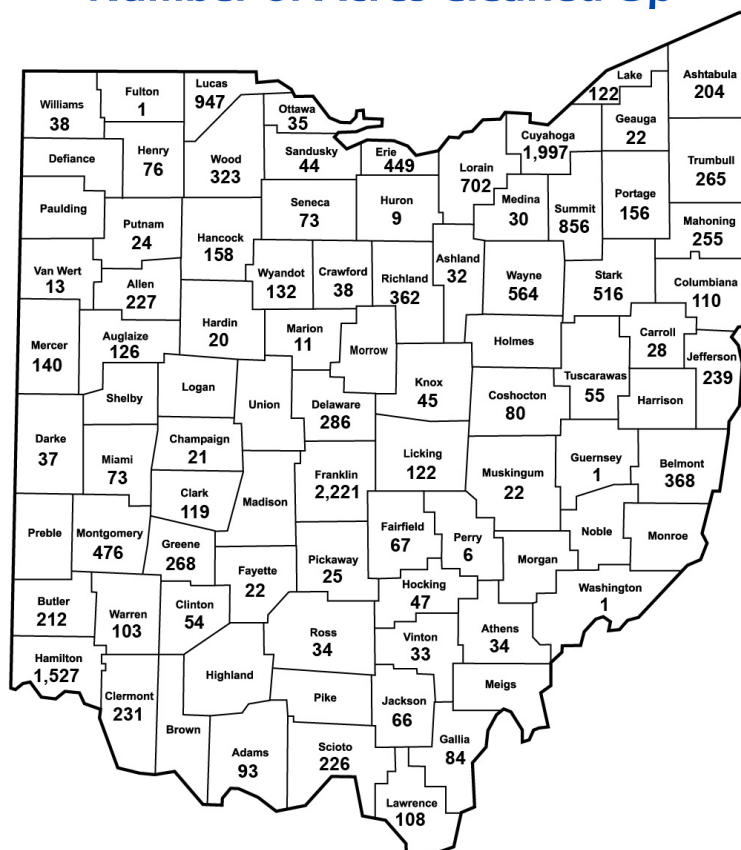 Number of Acres Cleaned Up
Williams
38
Fulton
1
Lucas
947
Ottawa
35
Lake
122
Ashtabula
204
Geauga
22
Cuyahoga
1,997
Defiance
Henry
76
Wood
323
Sandusky
44
Erie
449
Lorain
702
Medina
30
Summit
856
Portage
156
Trumbull
265
Paulding
Putnam
24
Hancock
158
Seneca
73
Huron
9
Mahoning
255
Van Wert
13
Allen
227
Wyandot
132
Crawford
38
Richland
362
Ashland
32
Wayne
564
Stark
516
Columbiana
110
Mercer
140
Auglaize
126
Hardin
20
Marion
11
Morrow
Holmes
Carroll
28
Jefferson
239
Shelby
Logan
Union
Delaware
286
Knox
45
Coshocton
80
Tuscarawas
55
Harrison
Darke
37
Miami
73
Champaign
21
Clark
119
Madison
Franklin
2,221
Licking
122
Muskingum
22
Guernsey
1
Belmont
368
Preble
Montgomery
476
Greene
268
Fayette
22
Pickaway
25
Fairfield
67
Perry
6
Morgan
Noble
Monroe
Butler
212
Warren
103
Clinton
54
Ross
34
Hocking
47
Vinton
33
Athens
34
Washington
1
Hamilton
1,527
Clermont
231
Brown
Highland
Pike
Jackson
66
Meigs
Adams
93
Scioto
226
Gallia
84
Lawrence
108